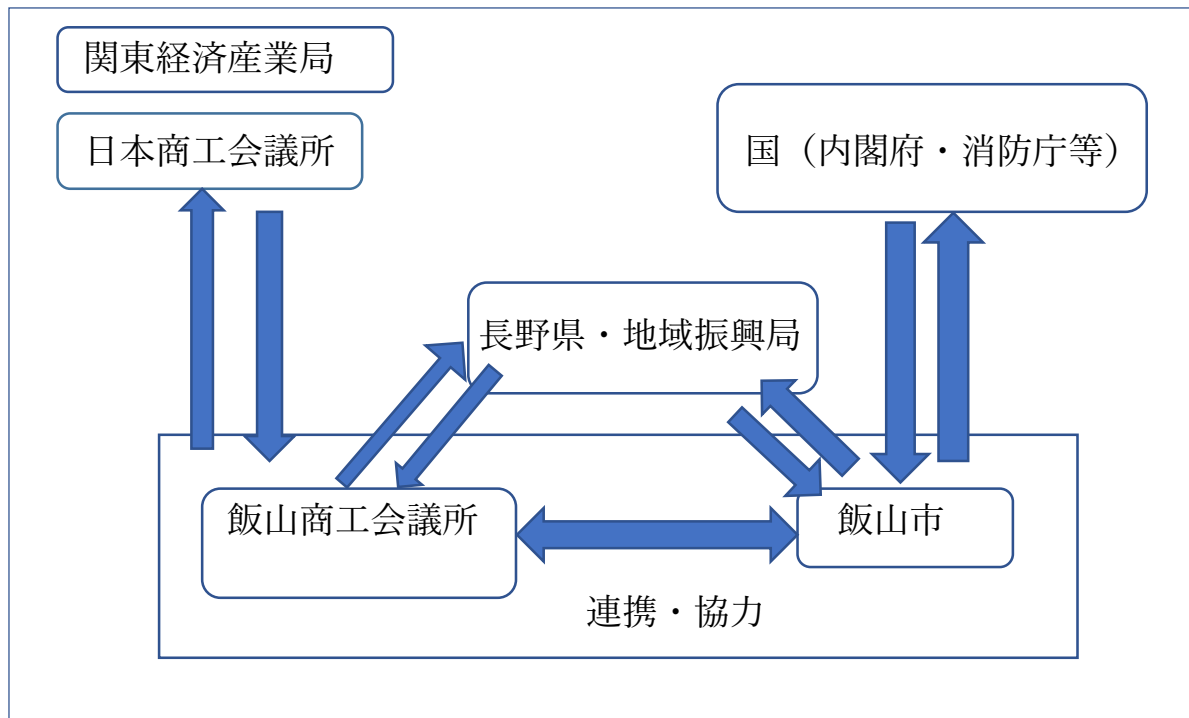 関東経済産業局
日本商工会議所
国（内閣府・消防庁等）
長野県・地域振興局
飯山商工会議所
飯山市
連携・協力